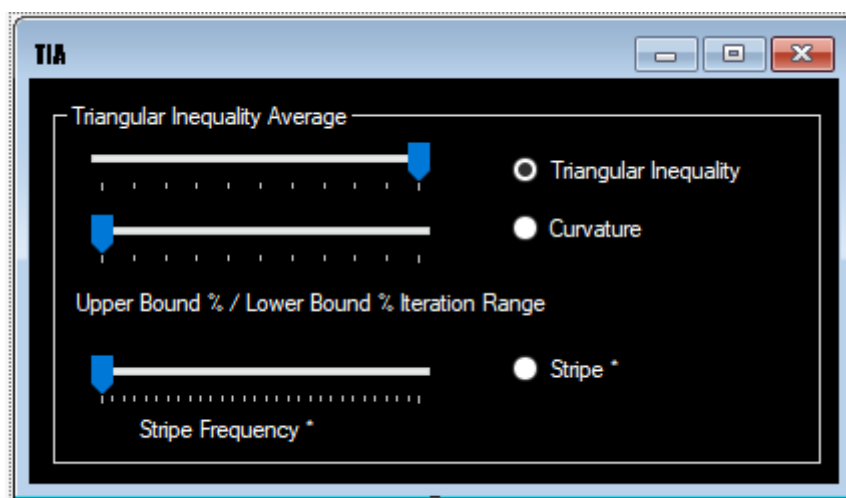 TIA
Triangular Inequality Average
Triangular Inequality
Curvature
Upper Bound % / Lower Bound % Iteration Range
Stripe *
Stripe Frequency *